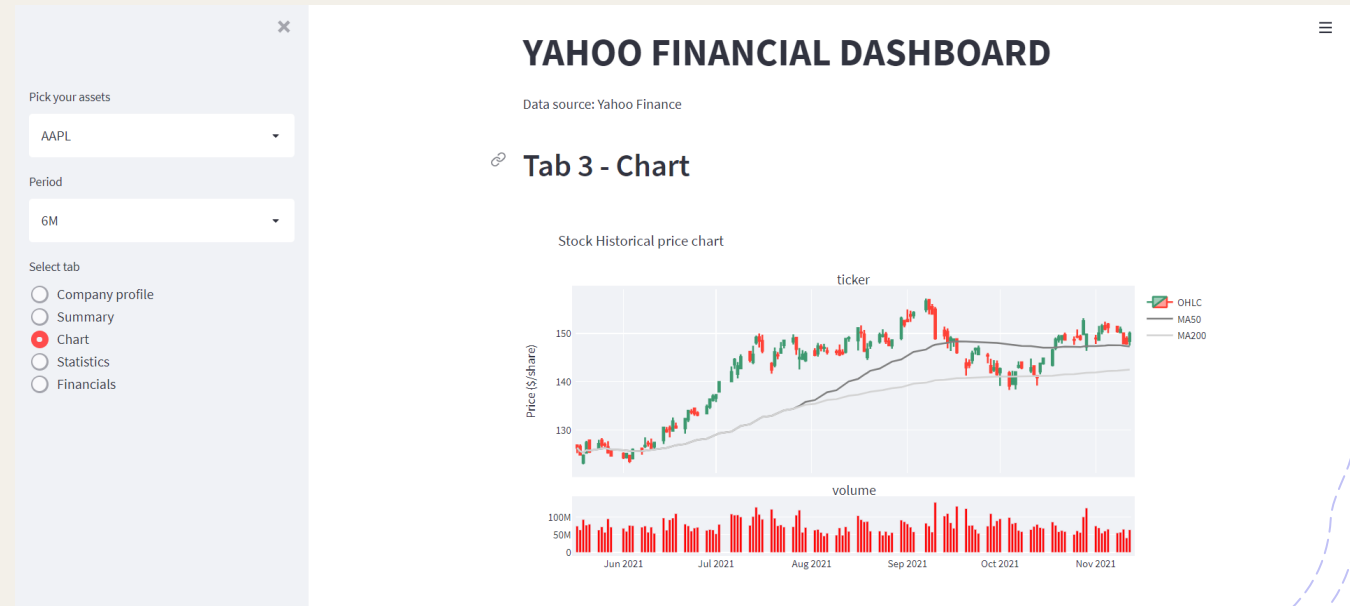 Pick your assets
AAPL
Period
6M
Select tab
Company profile
Summary
Chart
Statistics
Financials
YAHOO FINANCIAL DASHBOARD
Data source: Yahoo Finance
Tab 3 - Chart
Stock Historical price chart
ticker
Price ($/share)
150
140
130
OHLC
MA50
MA200
volume
100M
50M
0
Jun 2021 Jul 2021 Aug 2021 Sep 2021 Oct 2021 Nov 2021